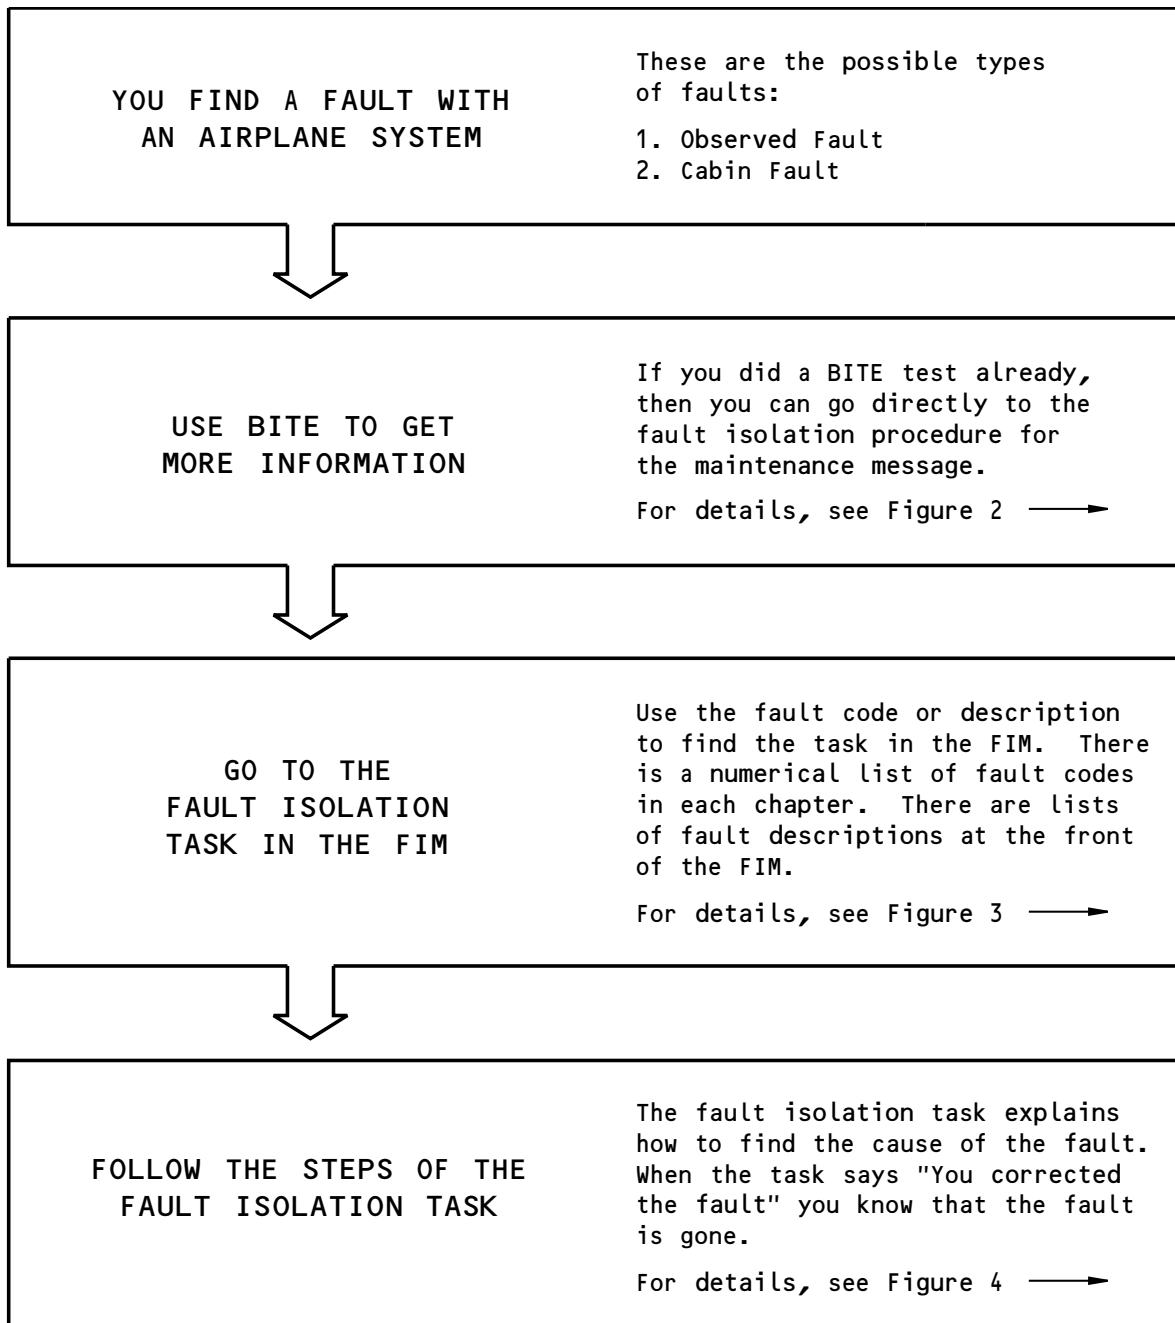 YOU FIND A FAULT WITH
AN AIRPLANE SYSTEM
These are the possible types
of faults:
1. Observed Fault
2. Cabin Fault
USE BITE TO GET
MORE INFORMATION
If you did a BITE test already,
then you can go directly to the
fault isolation procedure for
the maintenance message.
For details, see Figure 2
GO TO THE
FAULT ISOLATION
TASK IN THE FIM
Use the fault code or description
to find the task in the FIM.  There
is a numerical list of fault codes
in each chapter.  There are lists
of fault descriptions at the front
of the FIM.
For details, see Figure 3
FOLLOW THE STEPS OF THE
FAULT ISOLATION TASK
The fault isolation task explains
how to find the cause of the fault.
When the task says "You corrected
the fault" you know that the fault
is gone.
For details, see Figure 4